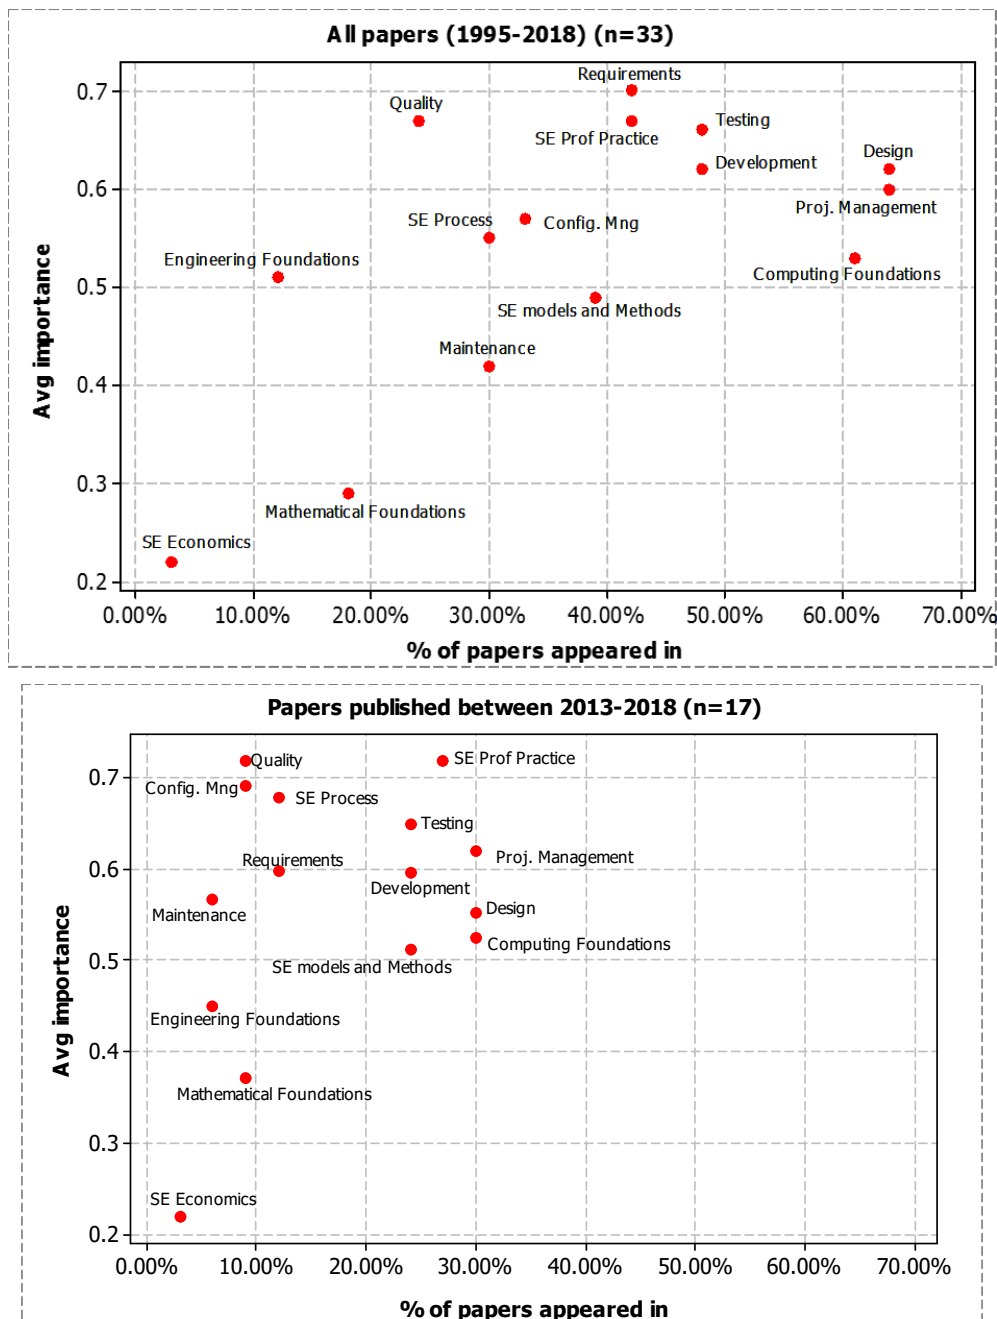 All papers (1995-2018) (n=33)
Requirements
0.7
Quality
Testing
SE Prof Practice
Design
Development
0.6
Proj. Management
SE Process
Config. Mng
Engineering Foundations
Computing Foundations
0.5
SE models and Methods
Maintenance
Avg importance
0.4
0.3
Mathematical Foundations
SE Economics
0.2
0.00% 10.00% 20.00% 30.00% 40.00% 50.00% 60.00% 70.00%
% of papers appeared in
Papers published between 2013-2018 (n=17)
Quality
SE Prof Practice
0.7
Config. Mng
SE Process
Testing
Requirements
Proj. Management
0.6
Development
Maintenance
Design
Computing Foundations
0.5
SE models and Methods
Engineering Foundations
Avg importance
0.4
Mathematical Foundations
0.3
SE Economics
0.2
0.00% 10.00% 20.00% 30.00% 40.00% 50.00% 60.00% 70.00%
% of papers appeared in